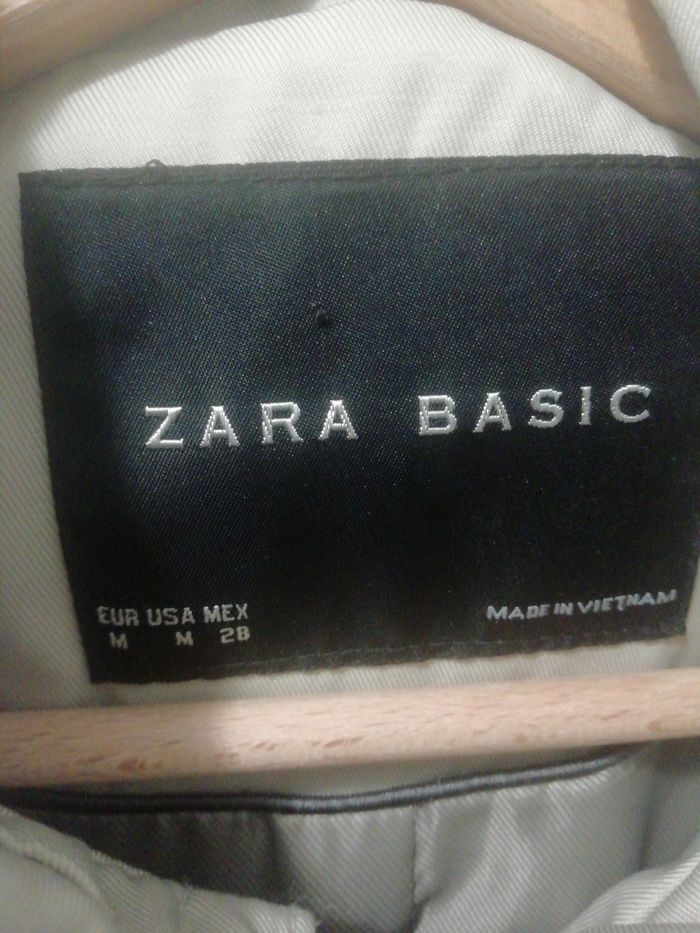 ZARA BASIC
EUR USA MEX
M M 28
MADE IN VIETNAM